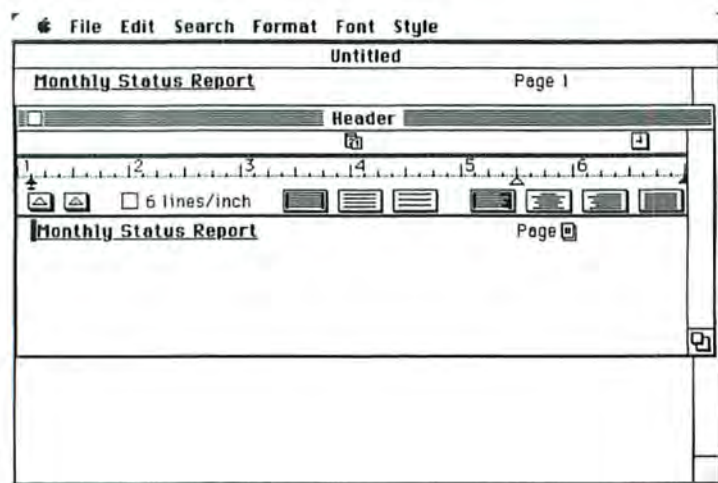 File Edit Search Format Font Style
Untitled
Monthly Status Report Page 1
Header
1 2 3 4 5 6
6 lines/inch
Monthly Status Report Page